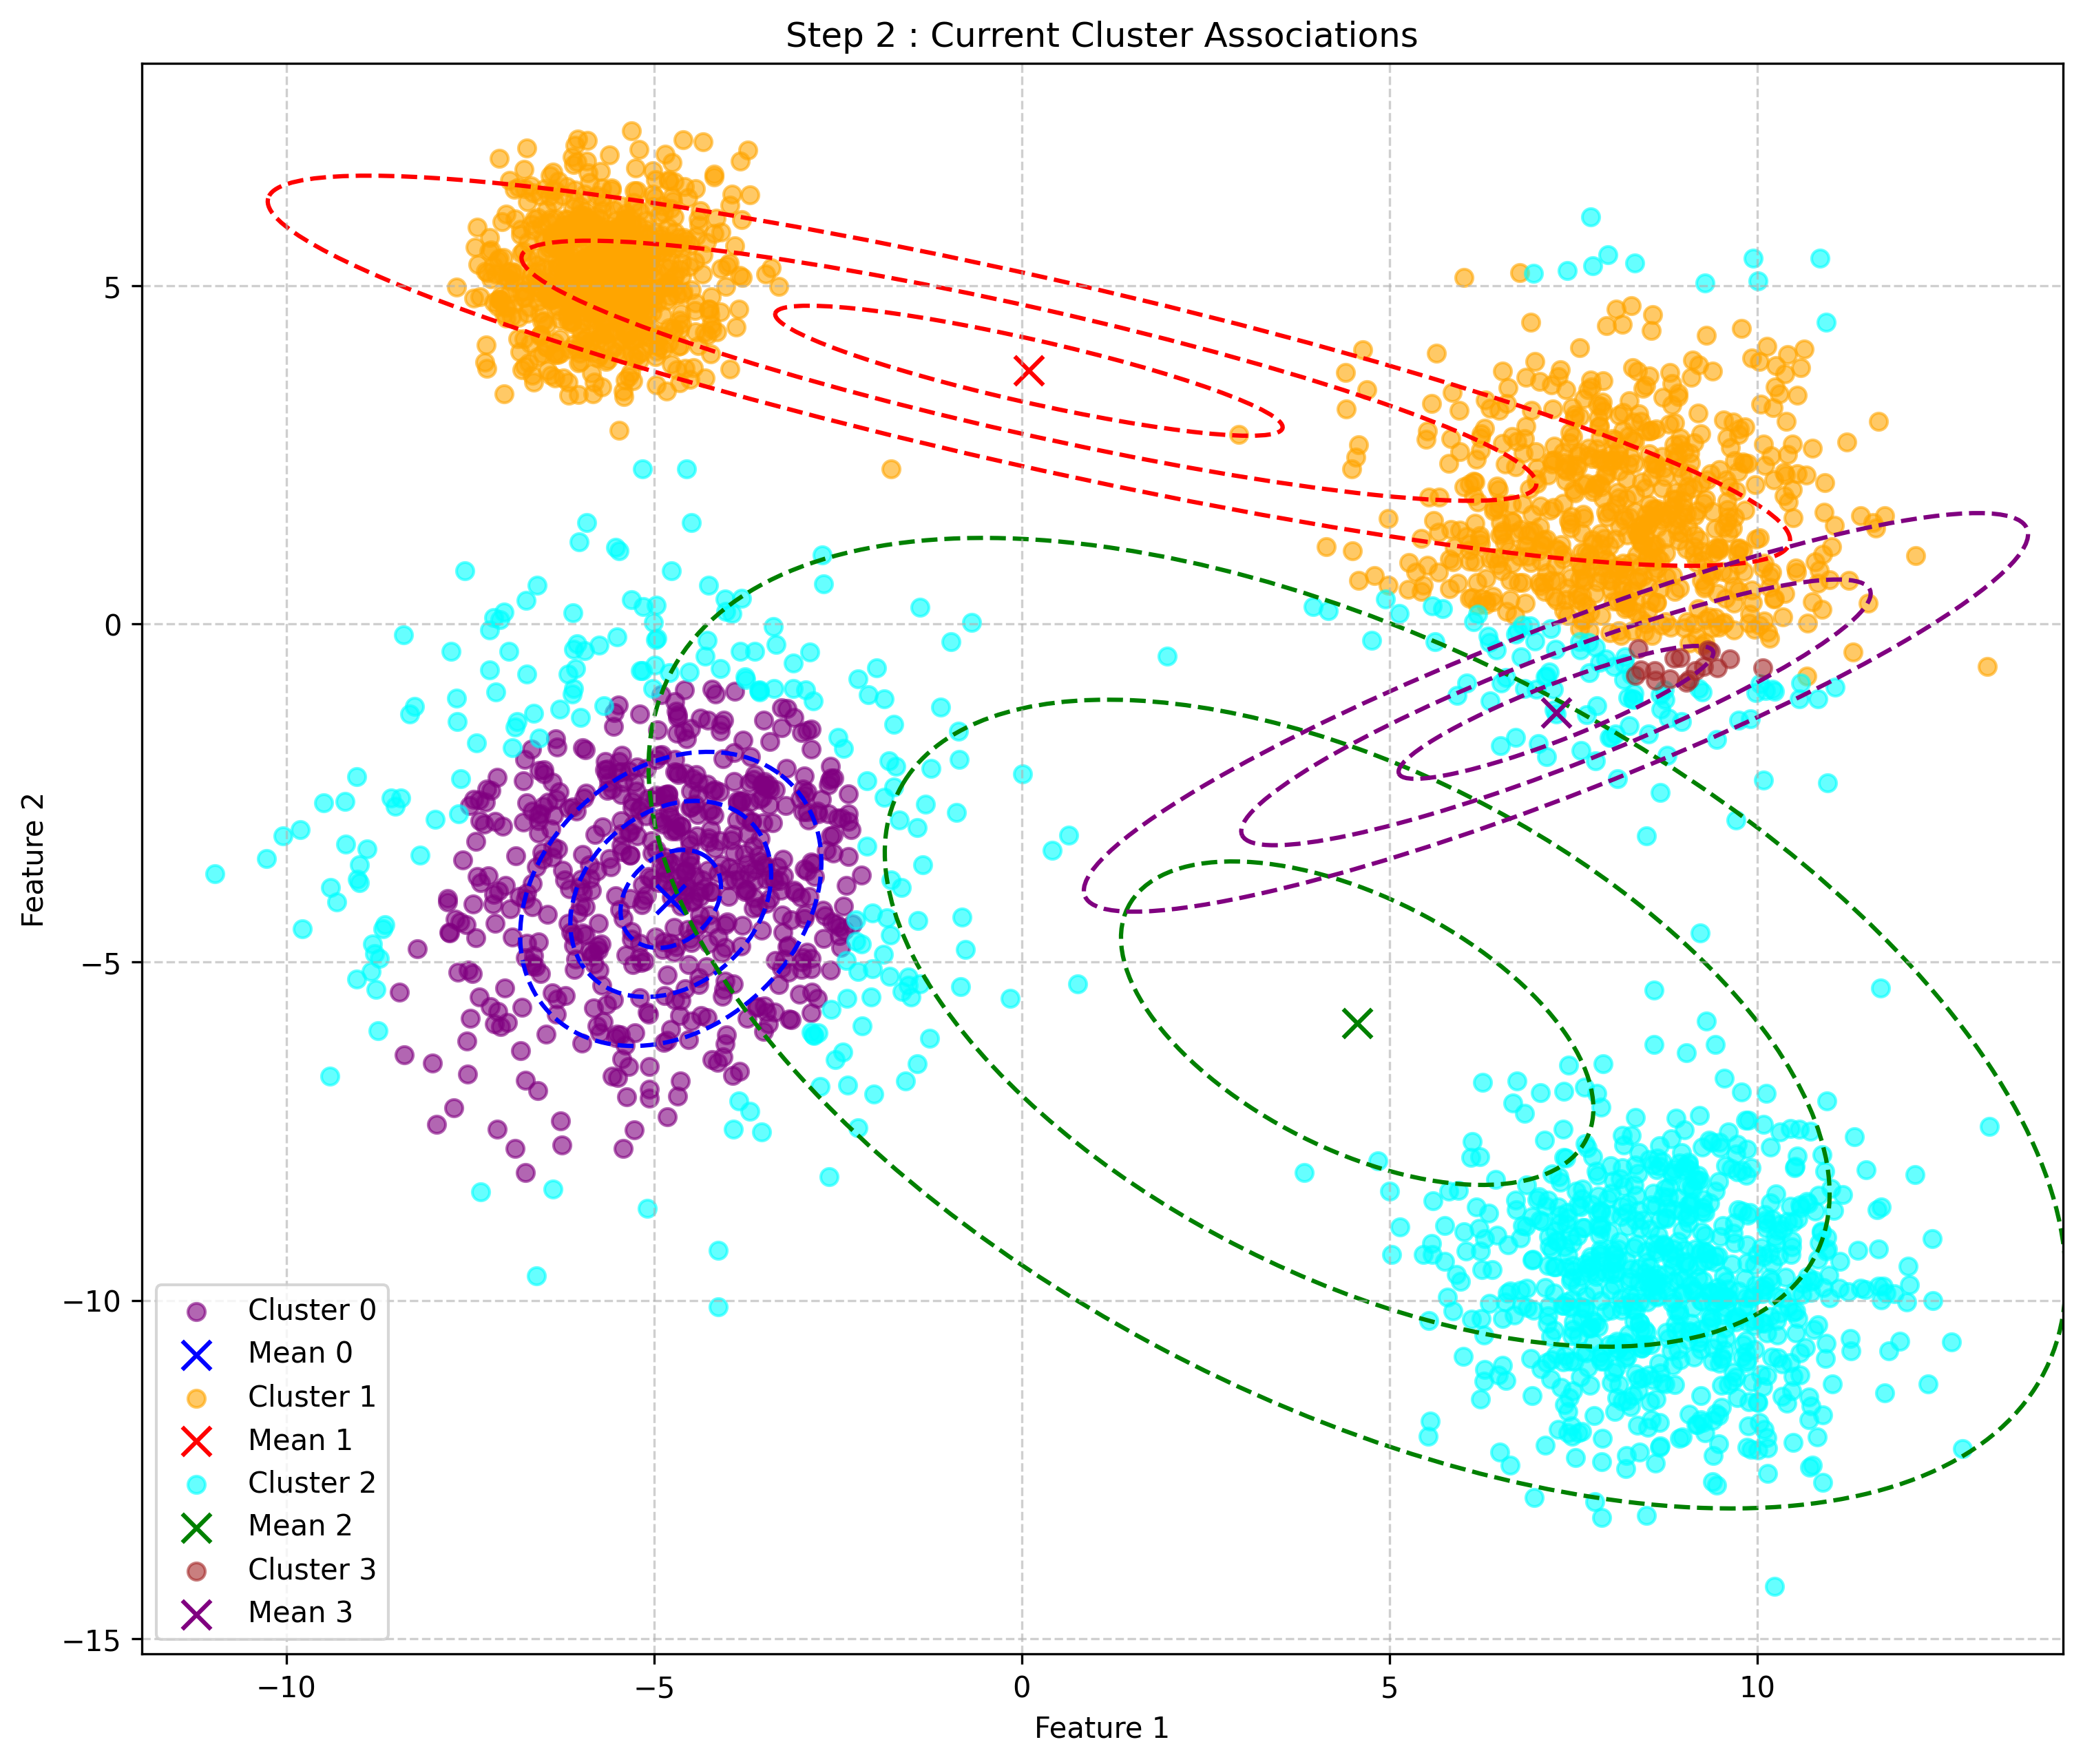 Step 2 : Current Cluster Associations
5
0
−5
−10
−15
Feature 2
Cluster 0
Mean 0
Cluster 1
Mean 1
Cluster 2
Mean 2
Cluster 3
Mean 3
−10
−5
0
5
10
Feature 1